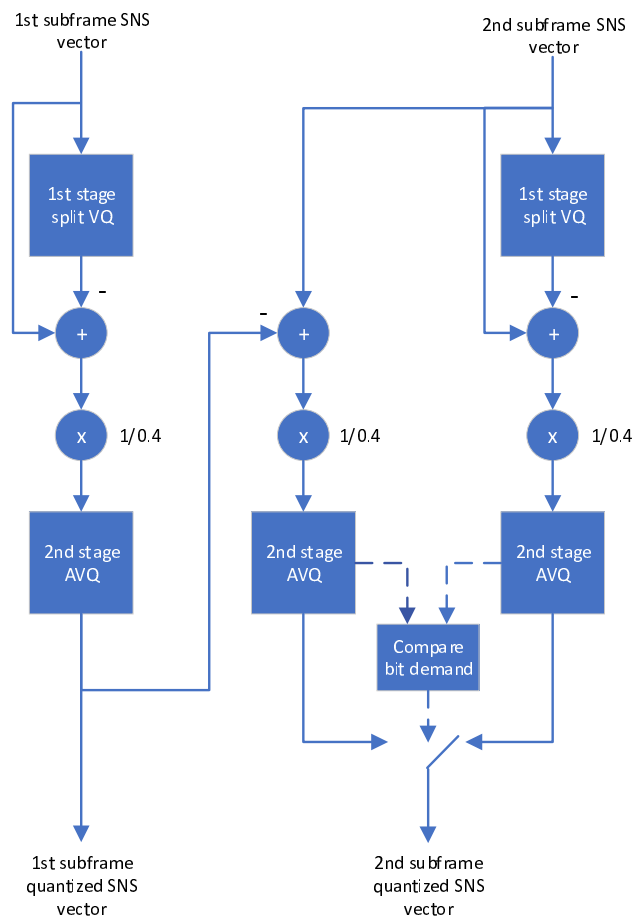 1st subframe SNS
vector
2nd subframe SNS
vector
1st stage
split VQ
1st stage
split VQ
-
-
-
+
+
+
x
1/0.4
x
1/0.4
x
1/0.4
2nd stage
AVQ
2nd stage
AVQ
2nd stage
AVQ
Compare
bit demand
1st subframe
quantized SNS
vector
2nd subframe
quantized SNS
vector